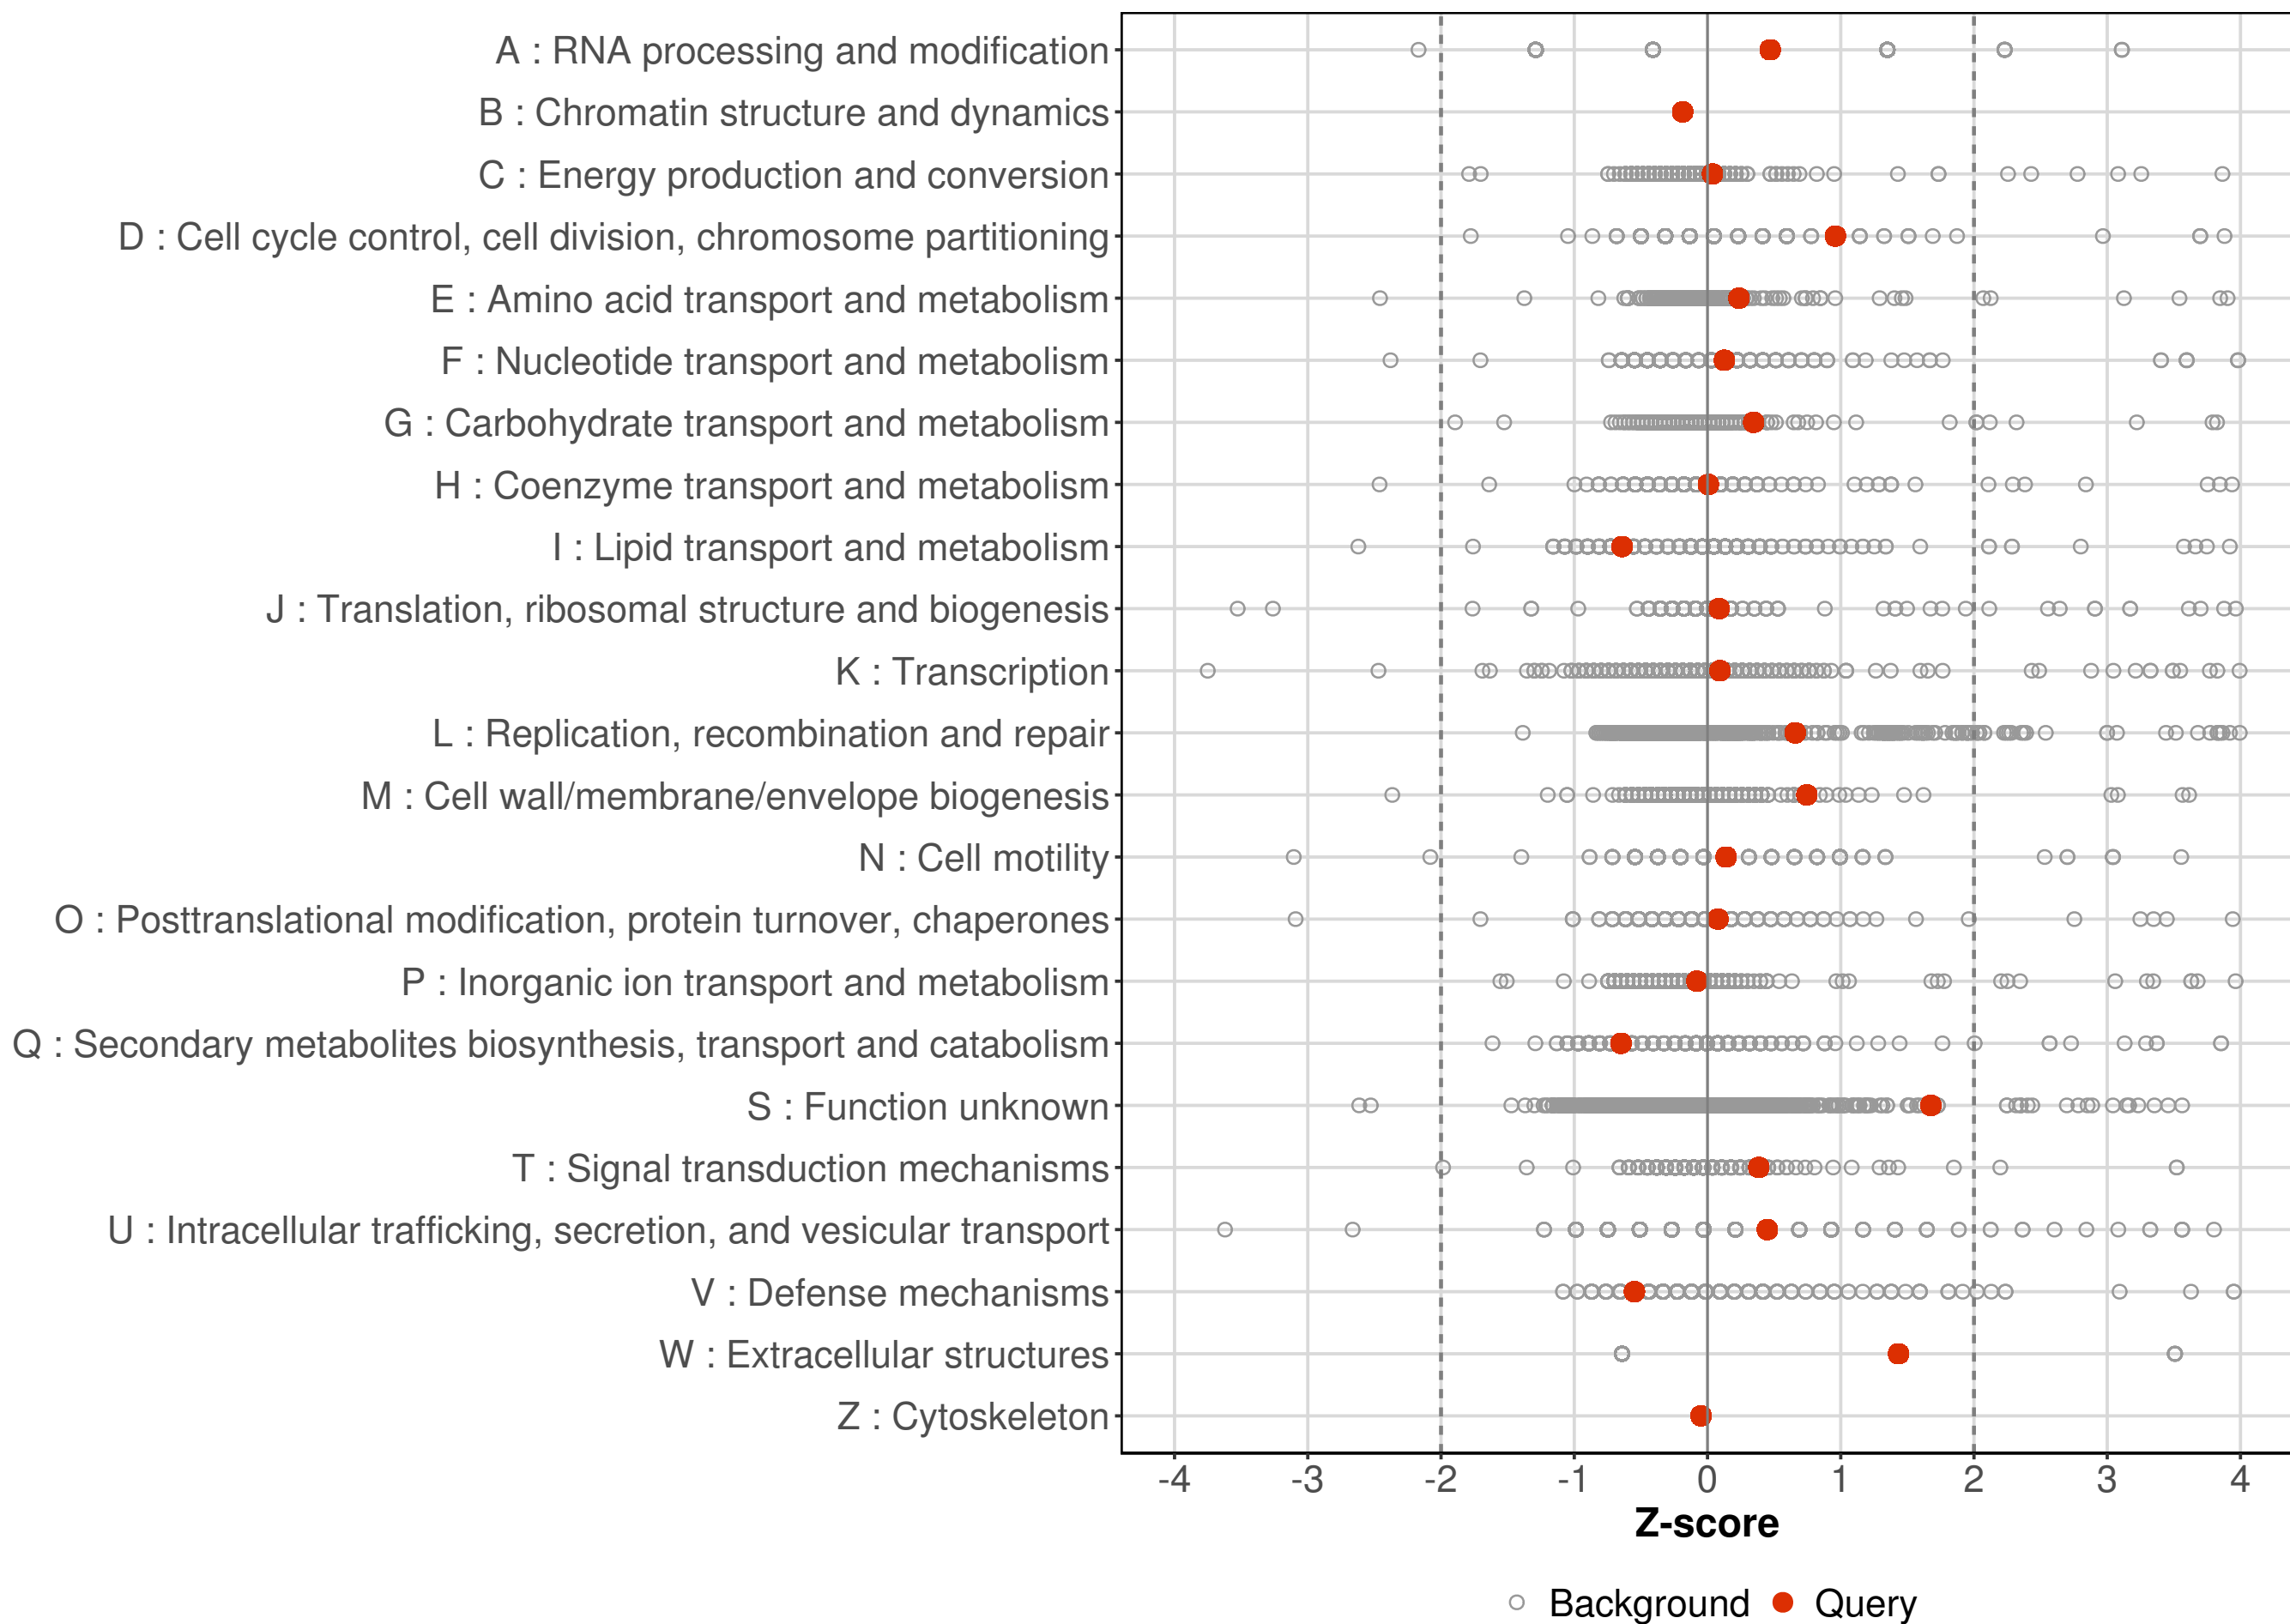 A : RNA processing and modification
B : Chromatin structure and dynamics
C : Energy production and conversion
D : Cell cycle control, cell division, chromosome partitioning
E : Amino acid transport and metabolism
F : Nucleotide transport and metabolism
G : Carbohydrate transport and metabolism
H : Coenzyme transport and metabolism
I : Lipid transport and metabolism
J : Translation, ribosomal structure and biogenesis
K : Transcription
L : Replication, recombination and repair
M : Cell wall/membrane/envelope biogenesis
N : Cell motility
O : Posttranslational modification, protein turnover, chaperones
P : Inorganic ion transport and metabolism
Q : Secondary metabolites biosynthesis, transport and catabolism
S : Function unknown
T : Signal transduction mechanisms
U : Intracellular trafficking, secretion, and vesicular transport
V : Defense mechanisms
W : Extracellular structures
Z : Cytoskeleton
-4 -3 -2 -1 0 1 2 3 4
Z-score
Background Query